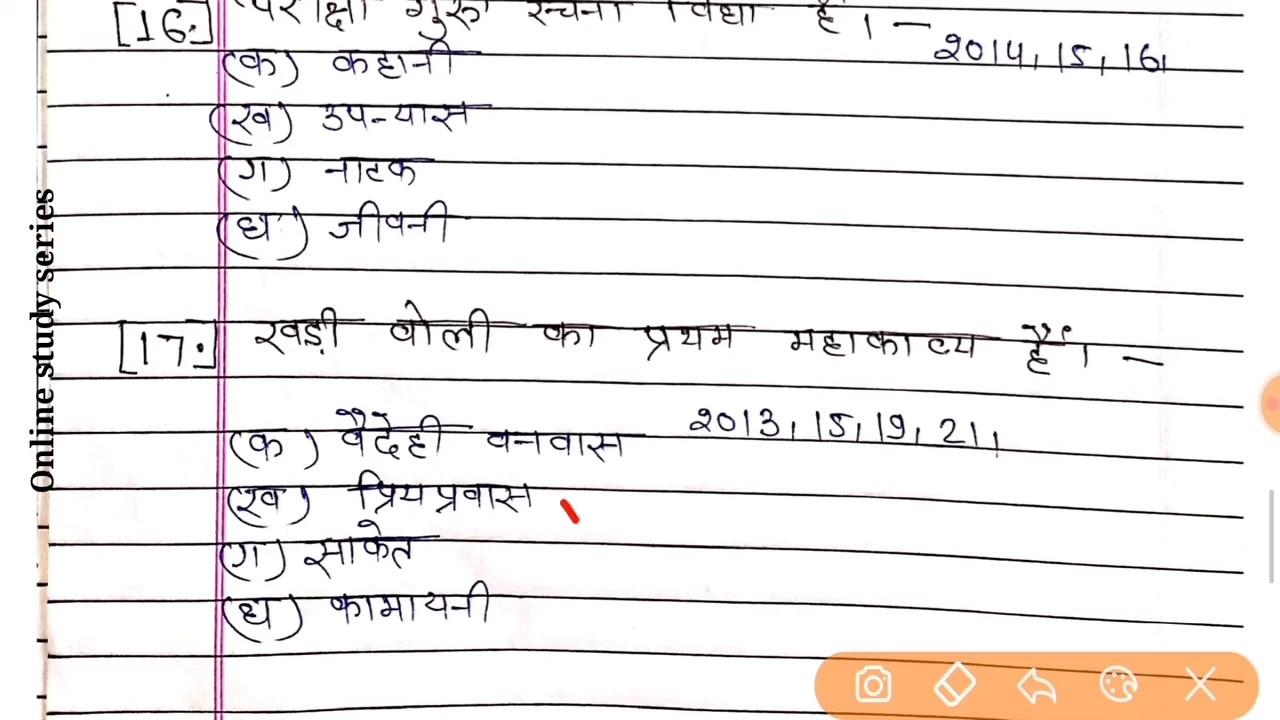 [16.] परीक्षा गुरु रचना विधा है। - 2014, 15, 16,
(क) कहानी
(ख) उपन्यास
(ग) नाटक
(घ) जीवनी
[17.] खड़ी बोली का प्रथम महाकाव्य हैं। -
2013, 15, 19, 21,
(क) वैदेही वनवास
(ख) प्रियप्रवास
(ग) साकेत
(घ) कामायनी
Online study series